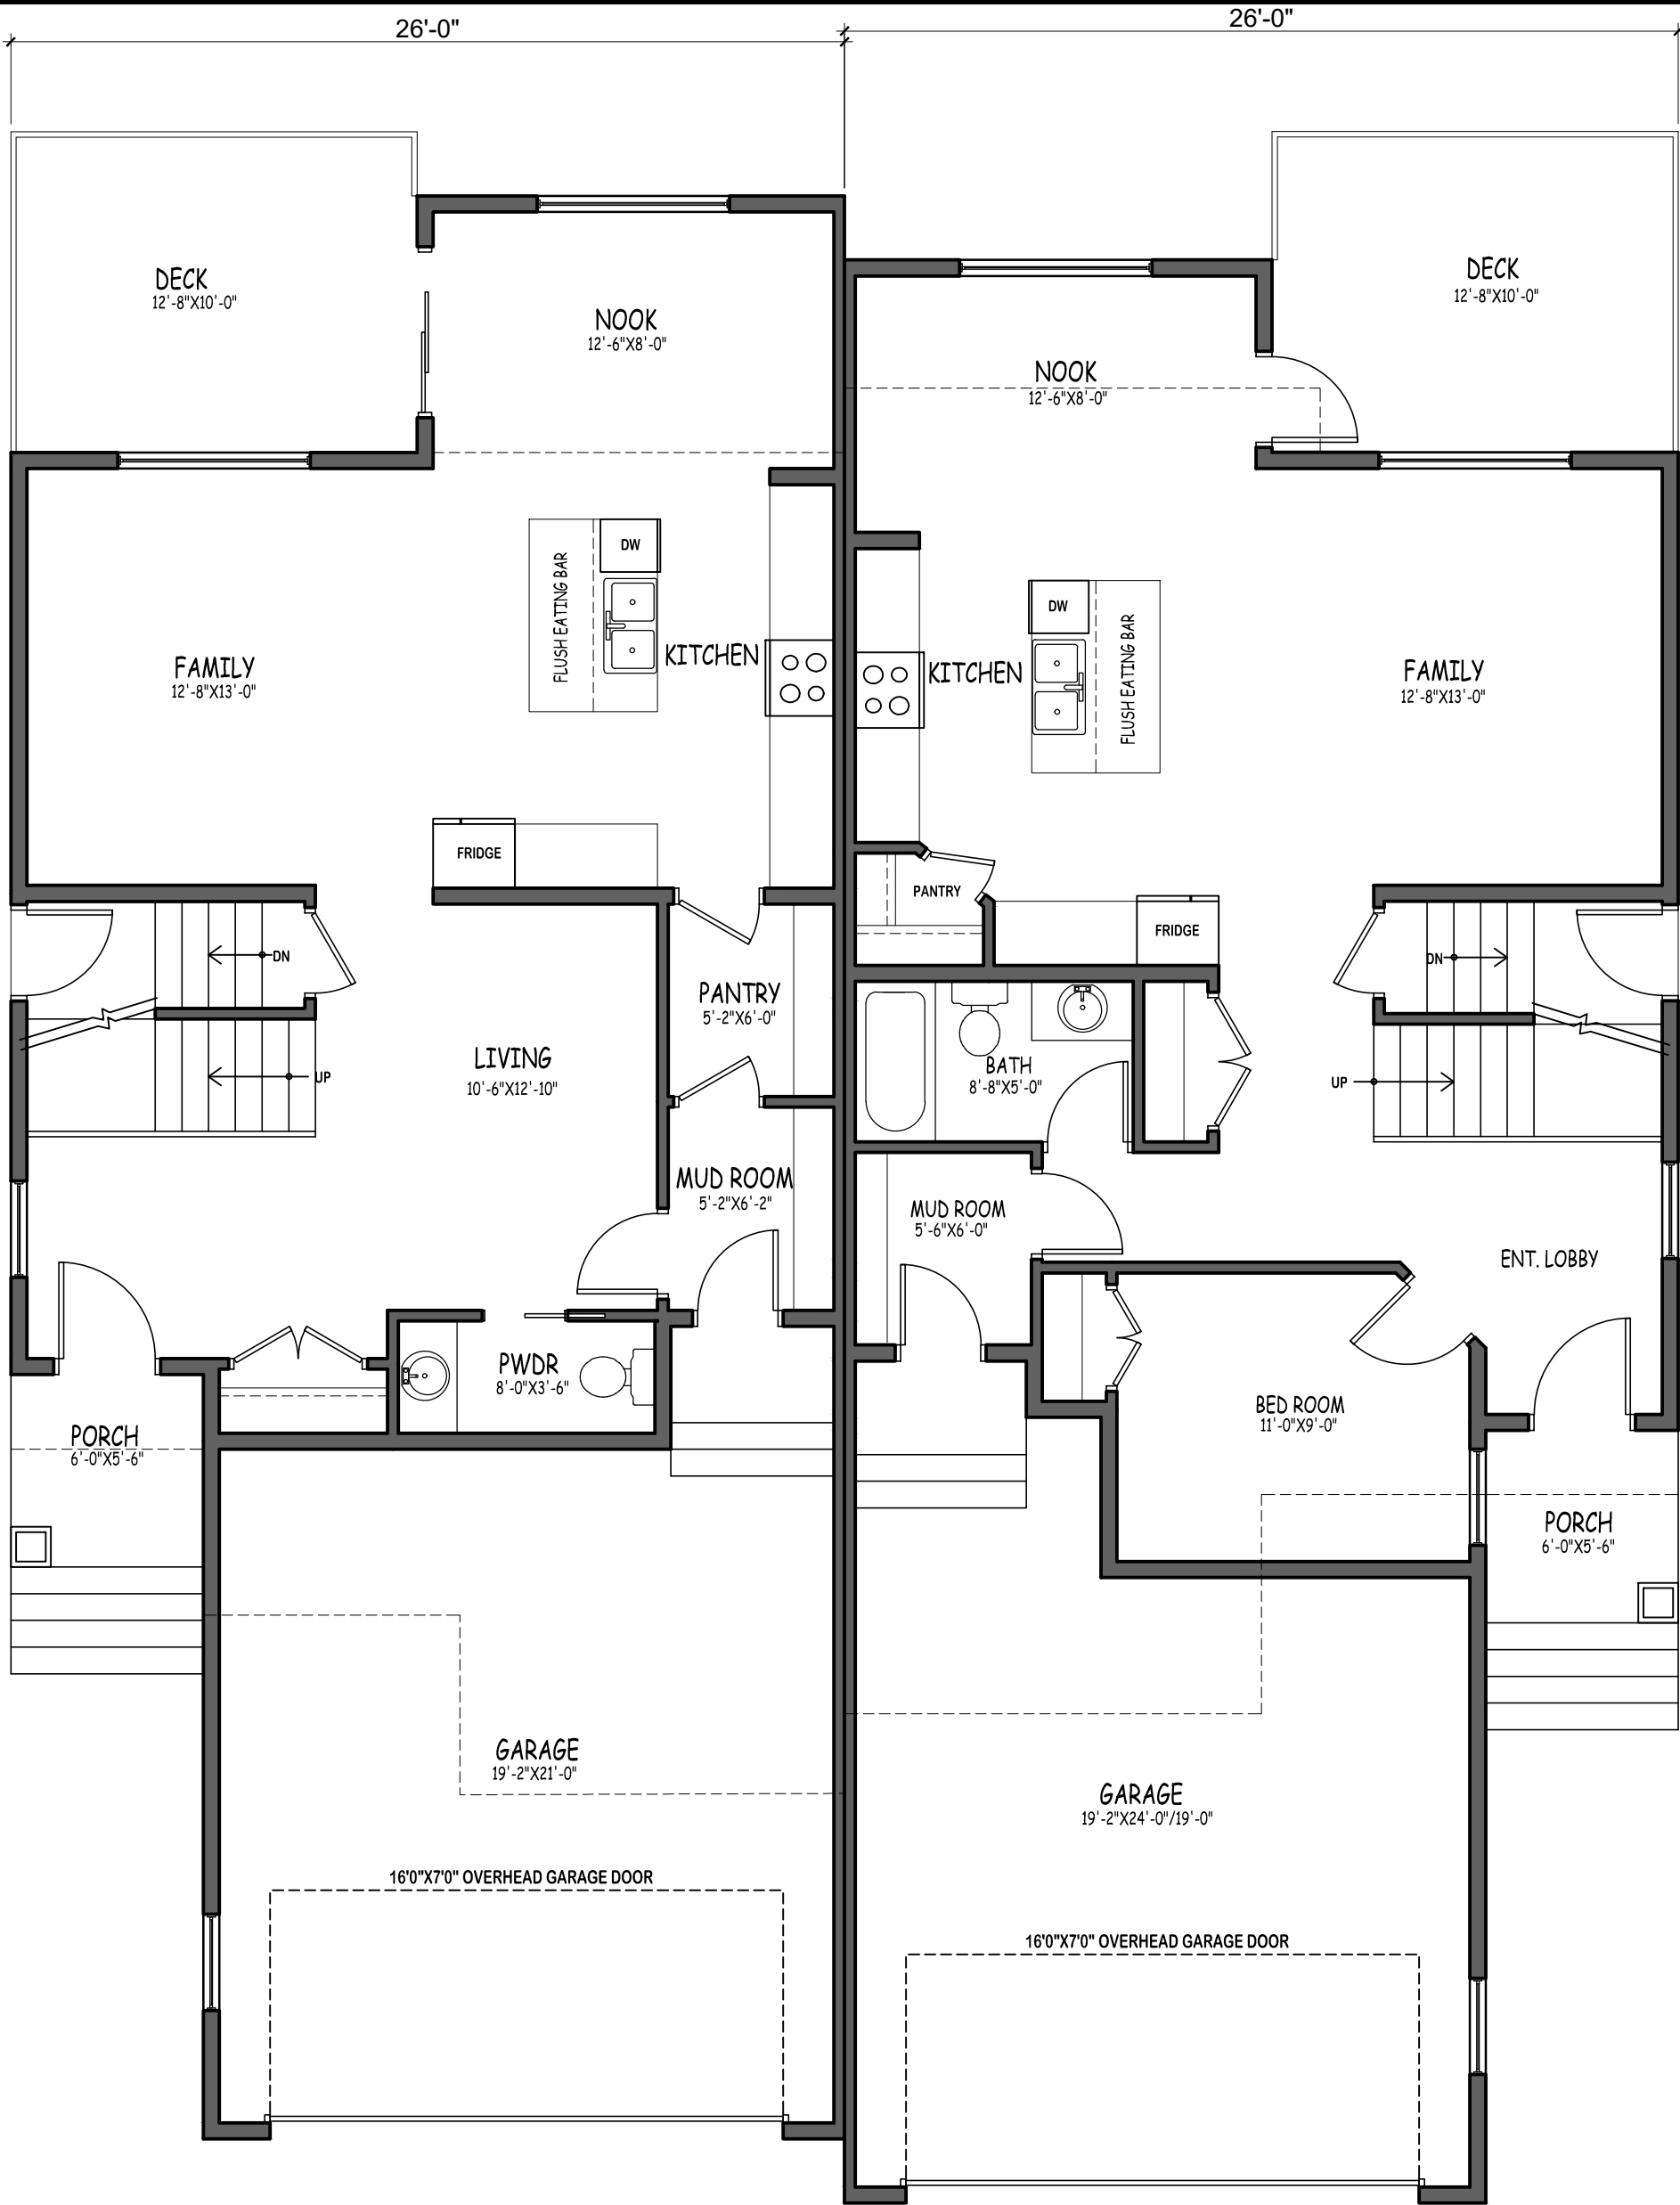 26'-0"
26'-0"
DECK
12'-8"X10'-0"
NOOK
12'-6"X8'-0"
FLUSH EATING BAR
DW
KITCHEN
FAMILY
12'-8"X13'-0"
FRIDGE
DN
UP
LIVING
10'-6"X12'-10"
PANTRY
5'-2"X6'-0"
MUD ROOM
5'-2"X6'-2"
PWDR
8'-0"X3'-6"
PORCH
6'-0"X5'-6"
GARAGE
19'-2"X21'-0"
16'0"X7'0" OVERHEAD GARAGE DOOR
DECK
12'-8"X10'-0"
NOOK
12'-6"X8'-0"
DW
FLUSH EATING BAR
KITCHEN
FAMILY
12'-8"X13'-0"
PANTRY
FRIDGE
DN
UP
BATH
8'-8"X5'-0"
MUD ROOM
5'-6"X6'-0"
ENT. LOBBY
BED ROOM
11'-0"X9'-0"
PORCH
6'-0"X5'-6"
GARAGE
19'-2"X24'-0"/19'-0"
16'0"X7'0" OVERHEAD GARAGE DOOR